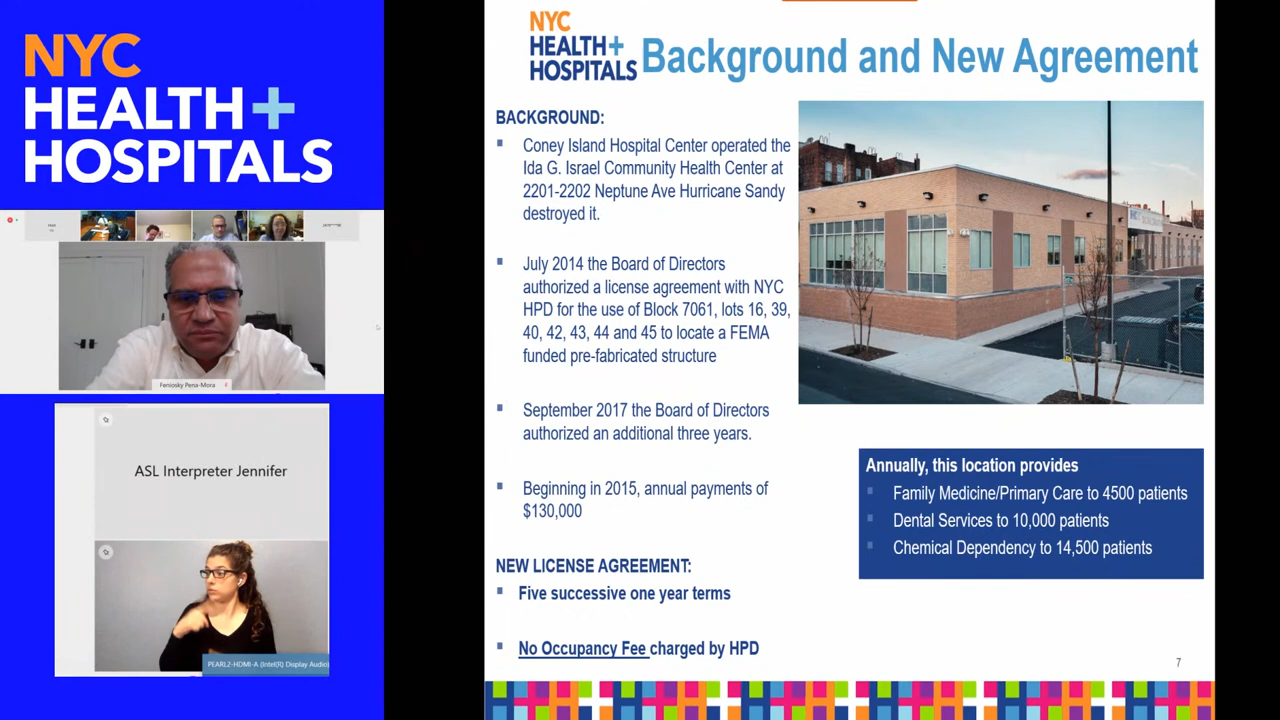 NYC
HEALTH+
HOSPITALS
Feniosky Pena-Mora
ASL Interpreter Jennifer
PEARL2-HDMI-A (Intel(R) Display Audio)
NYC
HEALTH+
HOSPITALS
Background and New Agreement
BACKGROUND:
Coney Island Hospital Center operated the
Ida G. Israel Community Health Center at
2201-2202 Neptune Ave Hurricane Sandy
destroyed it.
July 2014 the Board of Directors
authorized a license agreement with NYC
HPD for the use of Block 7061, lots 16, 39,
40, 42, 43, 44 and 45 to locate a FEMA
funded pre-fabricated structure
September 2017 the Board of Directors
authorized an additional three years.
Beginning in 2015, annual payments of
$130,000
NEW LICENSE AGREEMENT:
Five successive one year terms
No Occupancy Fee charged by HPD
Annually, this location provides
Family Medicine/Primary Care to 4500 patients
Dental Services to 10,000 patients
Chemical Dependency to 14,500 patients
7